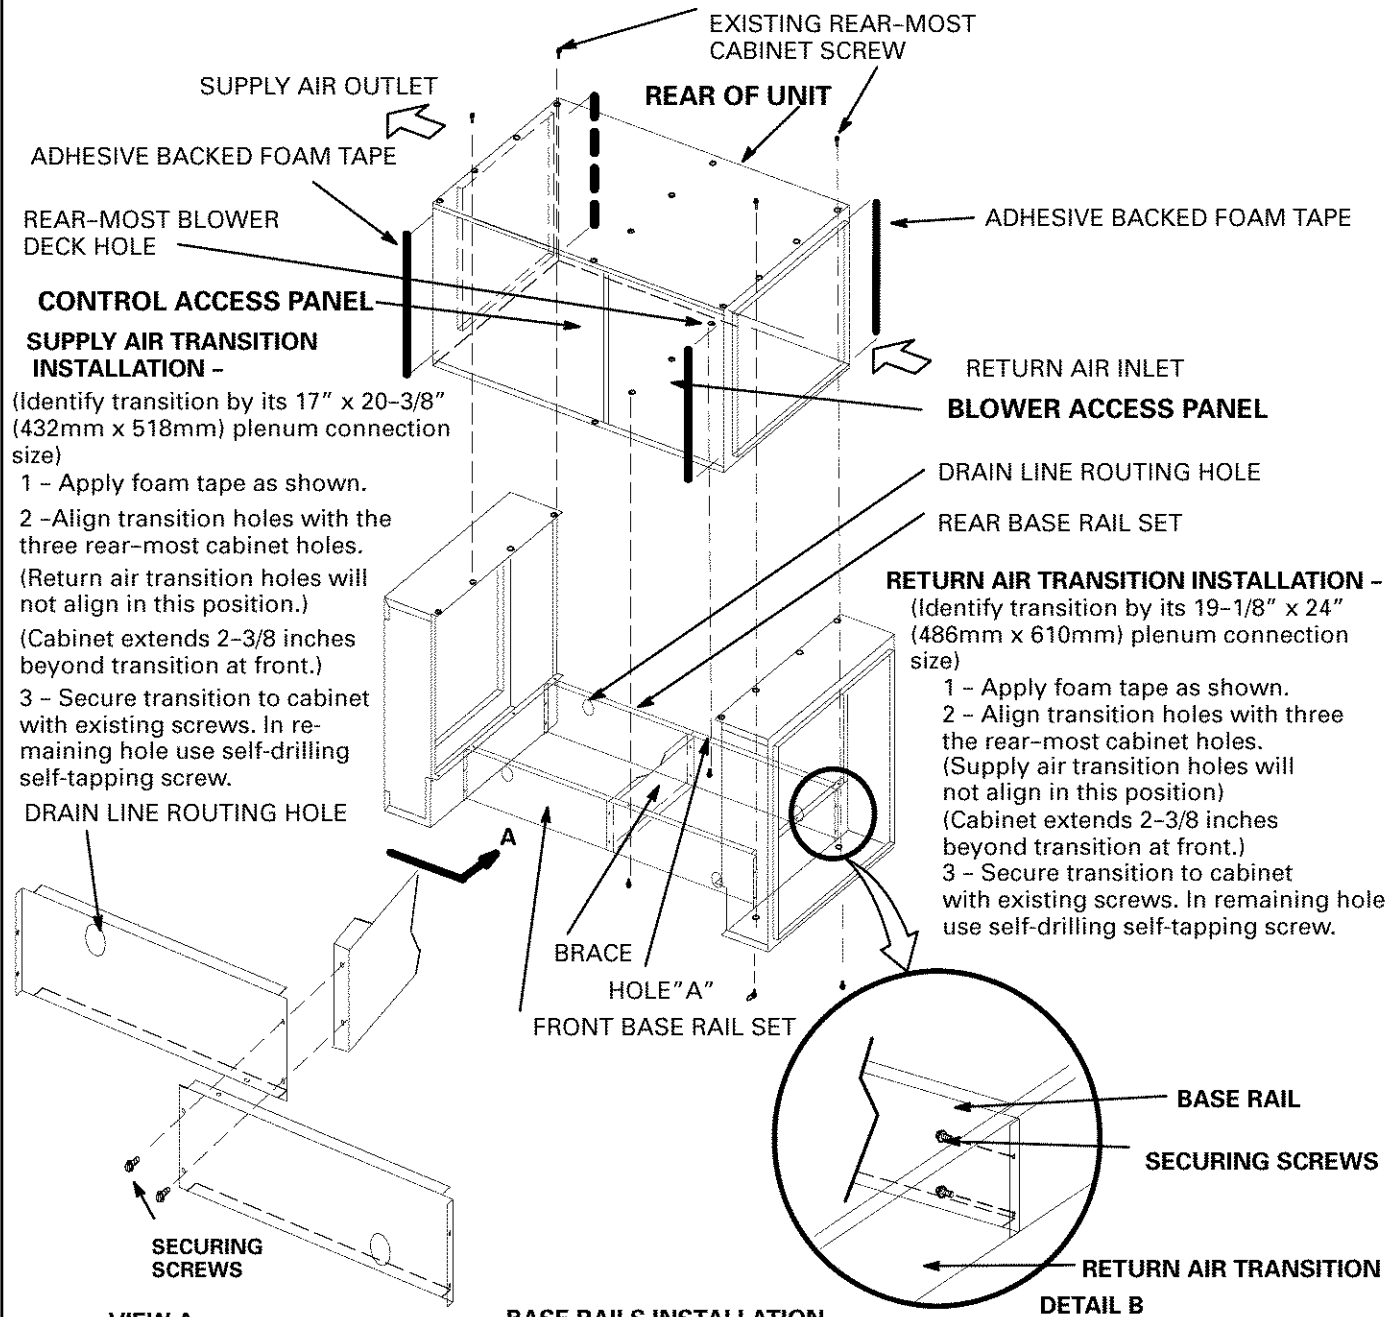 EXISTING REAR-MOST
CABINET SCREW
SUPPLY AIR OUTLET
REAR OF UNIT
ADHESIVE BACKED FOAM TAPE
REAR-MOST BLOWER
DECK HOLE
ADHESIVE BACKED FOAM TAPE
CONTROL ACCESS PANEL
SUPPLY AIR TRANSITION
INSTALLATION -
(Identify transition by its 17" x 20-3/8"
(432mm x 518mm) plenum connection
size)
1 - Apply foam tape as shown.
2 -Align transition holes with the
three rear-most cabinet holes.
(Return air transition holes will
not align in this position.)
(Cabinet extends 2-3/8 inches
beyond transition at front.)
3 - Secure transition to cabinet
with existing screws. In re-
maining hole use self-drilling
self-tapping screw.
DRAIN LINE ROUTING HOLE
RETURN AIR INLET
BLOWER ACCESS PANEL
DRAIN LINE ROUTING HOLE
REAR BASE RAIL SET
RETURN AIR TRANSITION INSTALLATION -
(Identify transition by its 19-1/8" x 24"
(486mm x 610mm) plenum connection
size)
1 - Apply foam tape as shown.
2 - Align transition holes with three
the rear-most cabinet holes.
(Supply air transition holes will
not align in this position)
(Cabinet extends 2-3/8 inches
beyond transition at front.)
3 - Secure transition to cabinet
with existing screws. In remaining hole
use self-drilling self-tapping screw.
A
BRACE
HOLE"A"
FRONT BASE RAIL SET
BASE RAIL
SECURING SCREWS
SECURING
SCREWS
RETURN AIR TRANSITION
DETAIL B
VIEW A
BASE RAILS INSTALLATION